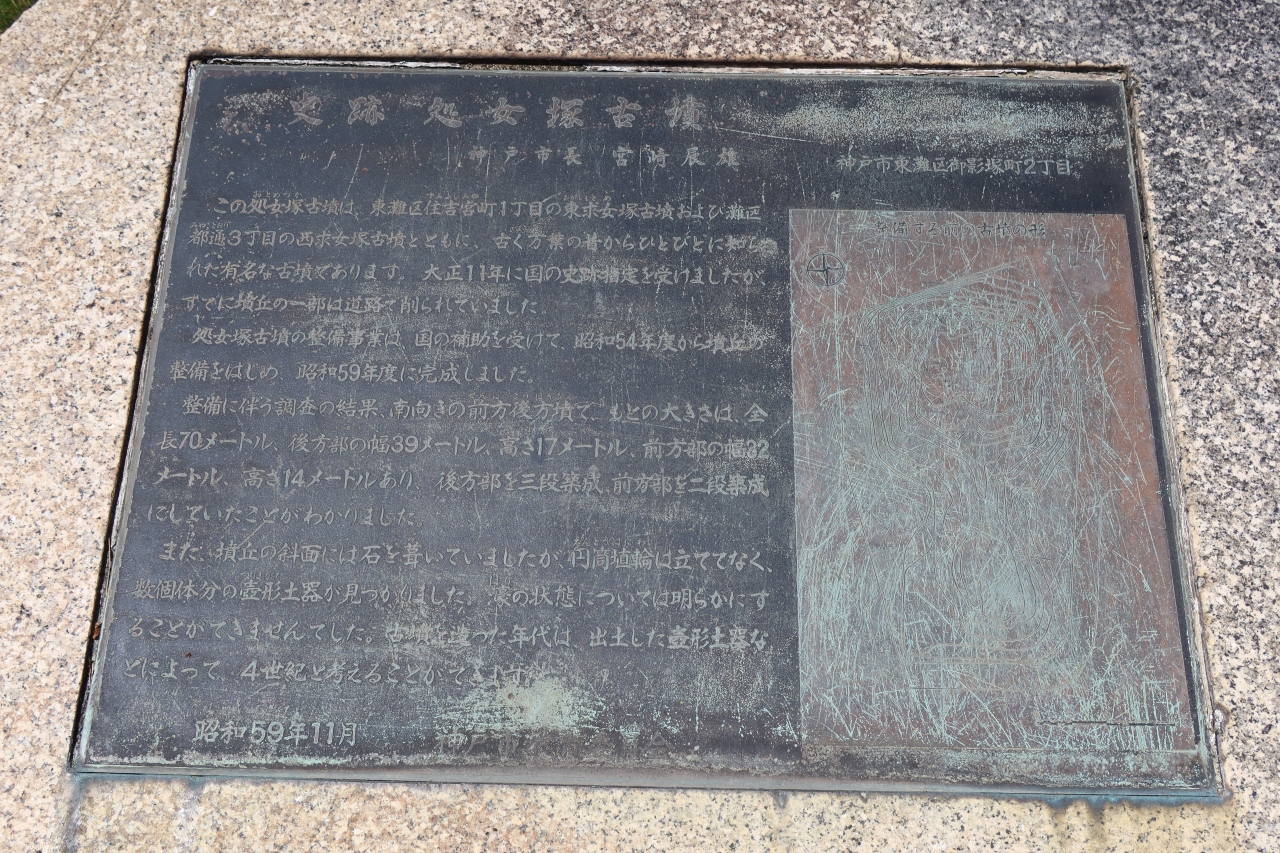 史跡 処女塚古墳
神戸市長 宮崎辰雄
神戸市東灘区御影塚町2丁目
この処女塚古墳は、東灘区住吉宮町1丁目の東求女塚古墳および灘区
都通3丁目の西求女塚古墳とともに、古く万葉の昔からひとびとに知ら
れた有名な古墳であります。大正11年に国の史跡指定を受けましたが、
すでに墳丘の一部は道路で削られていました。
処女塚古墳の整備事業は、国の補助を受けて、昭和54年度から墳丘の
整備をはじめ 昭和59年度に完成しました。
整備に伴う調査の結果、南向きの前方後方墳で、もとの大きさは、全
長70メートル、後方部の幅39メートル、高さ17メートル、前方部の幅32
メートル、高さ14メートルあり、後方部を三段築成、前方部を二段築成
にしていたことがわかりました。
また、墳丘の斜面には石を葺いていましたが、円筒埴輪は立ててなく、
数個体分の壺形土器が見つかりました。 の状態については明らかにす
ることができませんでした。古墳を造った年代は、出土した壺形土器な
どによって、4世紀と考えることができます。
昭和59年11月
神戸市
整備する前の古墳の形